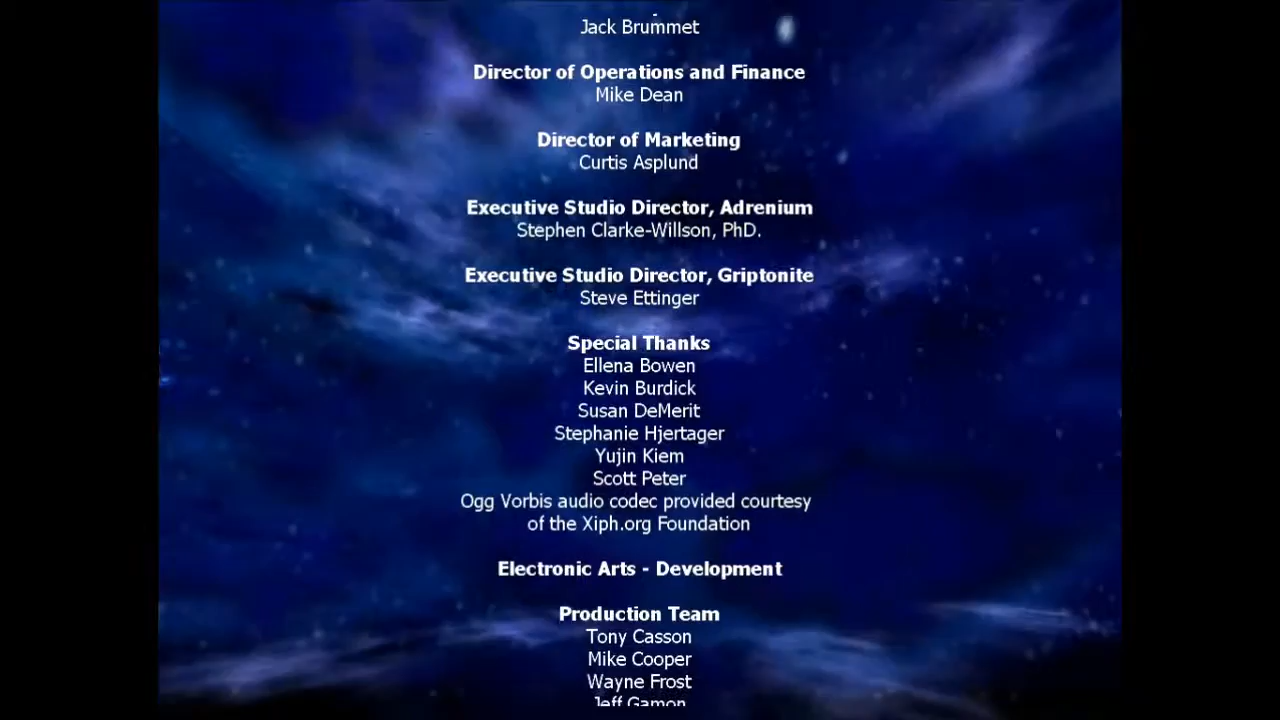 Jack Brummet
Director of Operations and Finance
Mike Dean
Director of Marketing
Curtis Asplund
Executive Studio Director, Adrenium
Stephen Clarke-Willson, PhD.
Executive Studio Director, Griptonite
Steve Ettinger
Special Thanks
Ellena Bowen
Kevin Burdick
Susan DeMerit
Stephanie Hjertager
Yujin Kiem
Scott Peter
Ogg Vorbis audio codec provided courtesy
of the Xiph.org Foundation
Electronic Arts - Development
Production Team
Tony Casson
Mike Cooper
Wayne Frost
Jeff Gamon